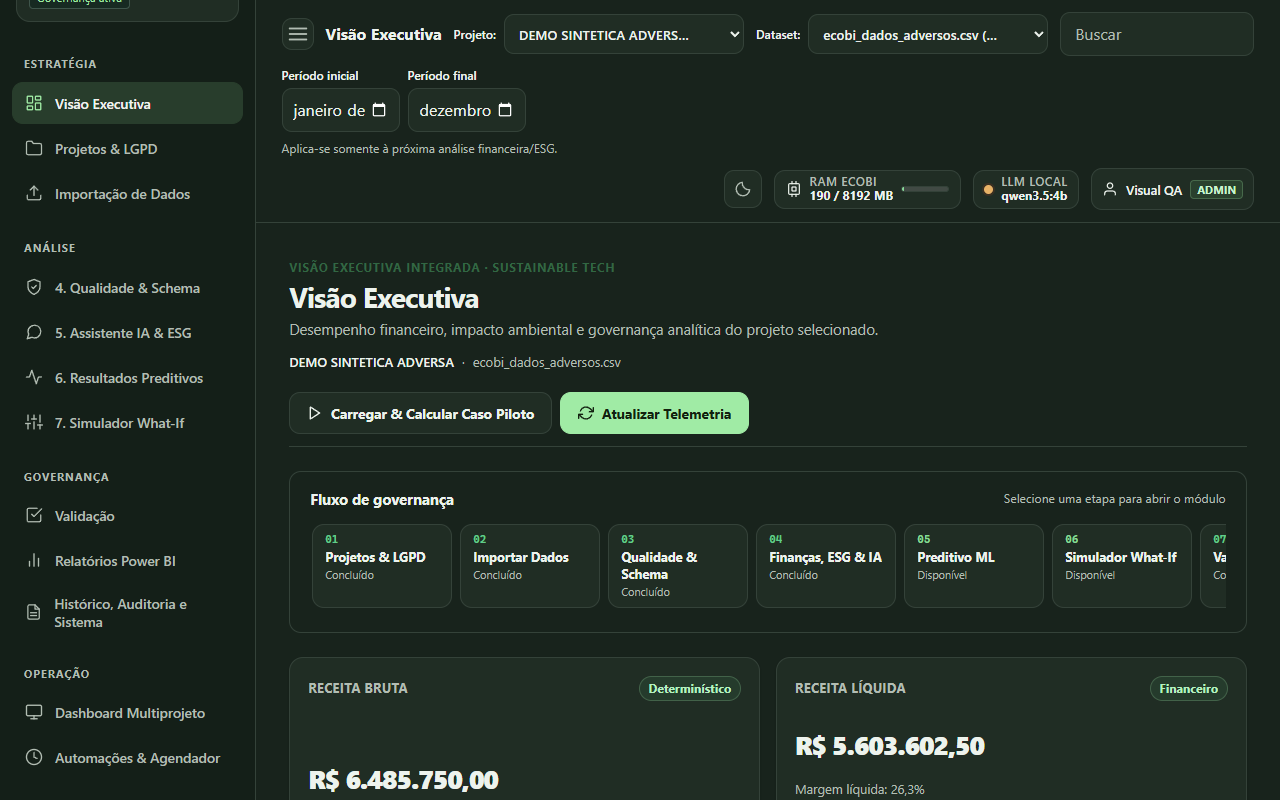 Governança ativa
ESTRATÉGIA
Visão Executiva
Projetos & LGPD
Importação de Dados
ANÁLISE
4. Qualidade & Schema
5. Assistente IA & ESG
6. Resultados Preditivos
7. Simulador What-If
GOVERNANÇA
Validação
Relatórios Power BI
Histórico, Auditoria e
Sistema
OPERAÇÃO
Dashboard Multiprojeto
Automações & Agendador
Visão Executiva
Projeto:
DEMO SINTETICA ADVERS...
Dataset:
ecobi_dados_adversos.csv (...
Buscar
Período inicial
Período final
janeiro de
dezembro
Aplica-se somente à próxima análise financeira/ESG.
RAM ECOBI
190 / 8192 MB
LLM LOCAL
qwen3.5:4b
Visual QA
ADMIN
VISÃO EXECUTIVA INTEGRADA · SUSTAINABLE TECH
Visão Executiva
Desempenho financeiro, impacto ambiental e governança analítica do projeto selecionado.
DEMO SINTETICA ADVERSA · ecobi_dados_adversos.csv
Carregar & Calcular Caso Piloto
Atualizar Telemetria
Fluxo de governança
Selecione uma etapa para abrir o módulo
01
Projetos & LGPD
Concluído
02
Importar Dados
Concluído
03
Qualidade &
Schema
Concluído
04
Finanças, ESG & IA
Concluído
05
Preditivo ML
Disponível
06
Simulador What-If
Disponível
07
Va
Co
RECEITA BRUTA
Determinístico
R$ 6.485.750,00
RECEITA LÍQUIDA
Financeiro
R$ 5.603.602,50
Margem líquida: 26,3%